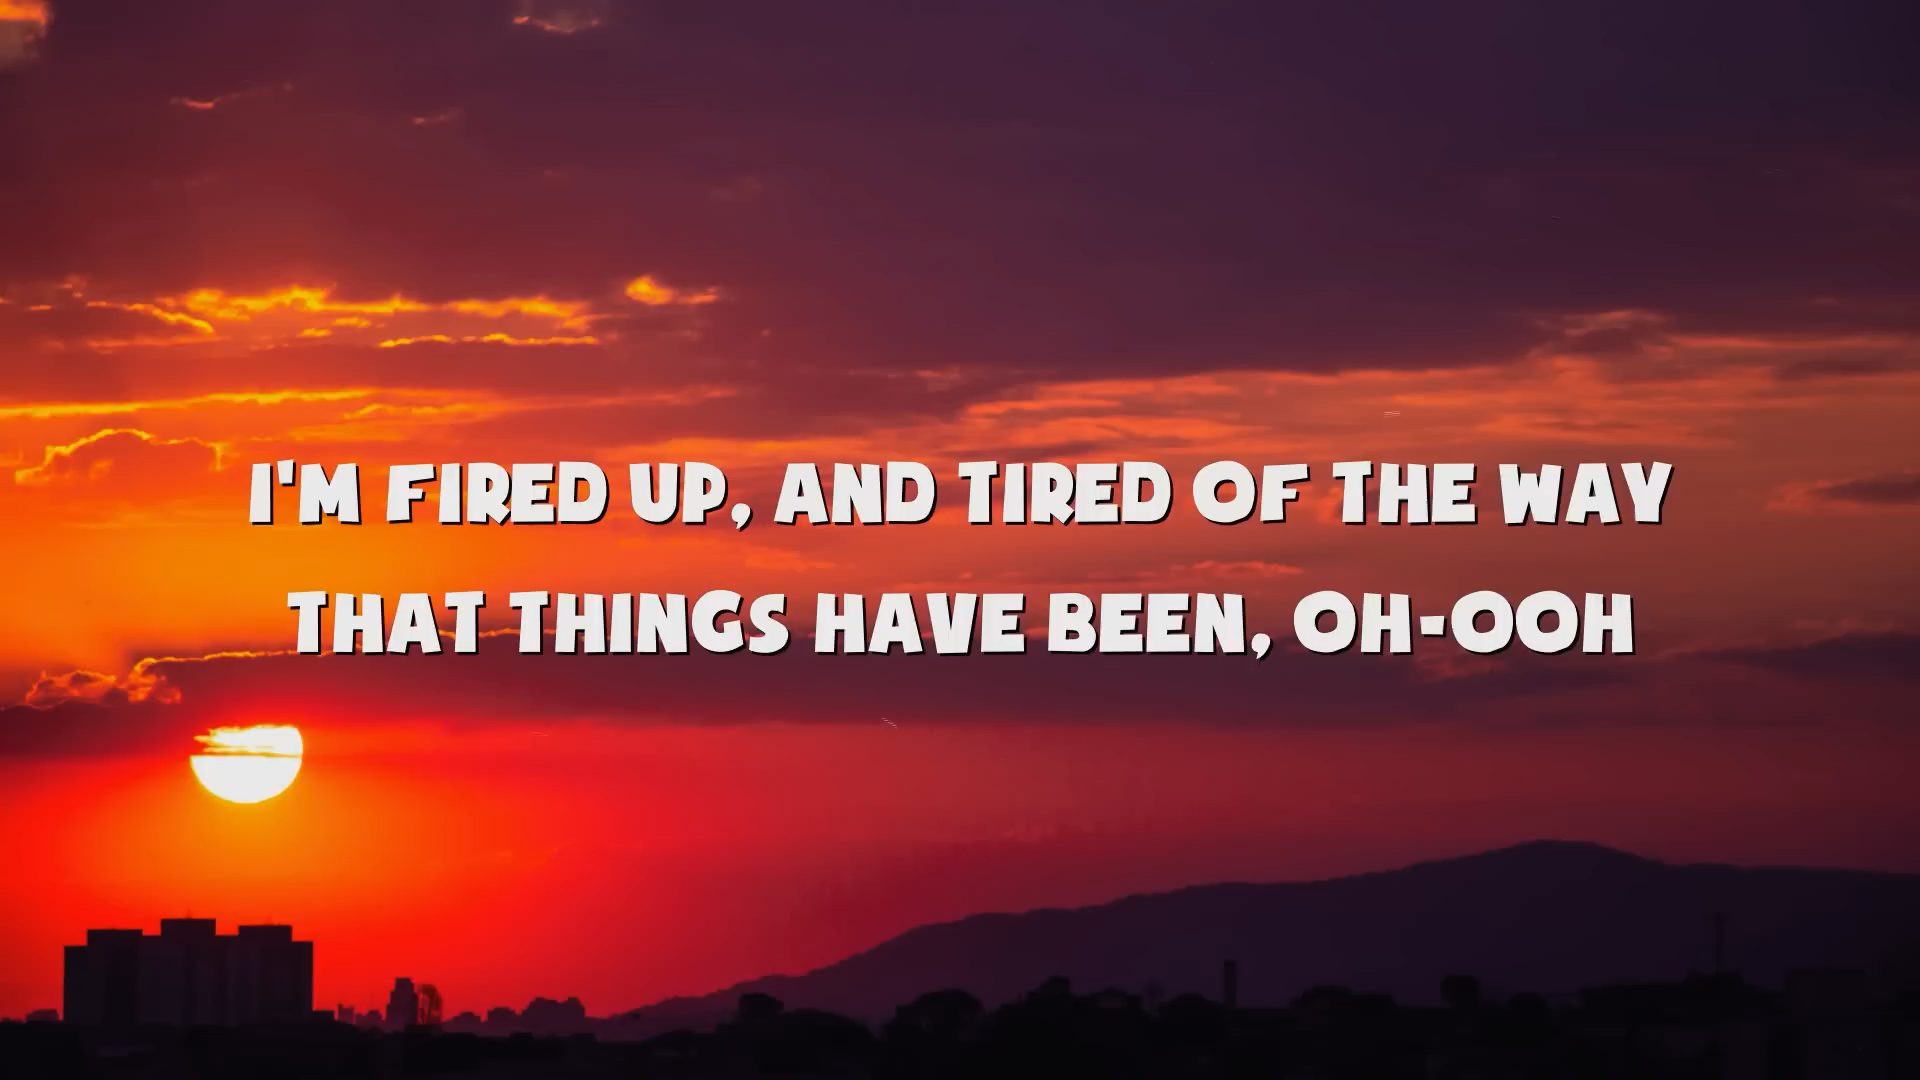 I'M FIRED UP, AND TIRED OF THE WAY
THAT THINGS HAVE BEEN, OH-OOH